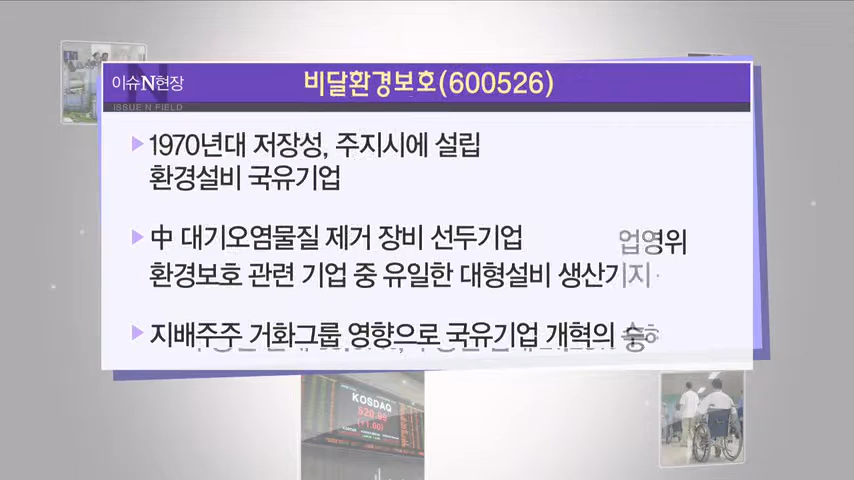 이슈N현장
ISSUE N FIELD
비달환경보호(600526)
▶1970년대 저장성, 주지시에 설립
환경설비 국유기업
▶中 대기오염물질 제거 장비 선두기업
업영위
환경보호 관련 기업 중 유일한 대형설비 생산기지
▶지배주주 거화그룹 영향으로 국유기업 개혁의
KOSDAQ
520.09
(+1.00)